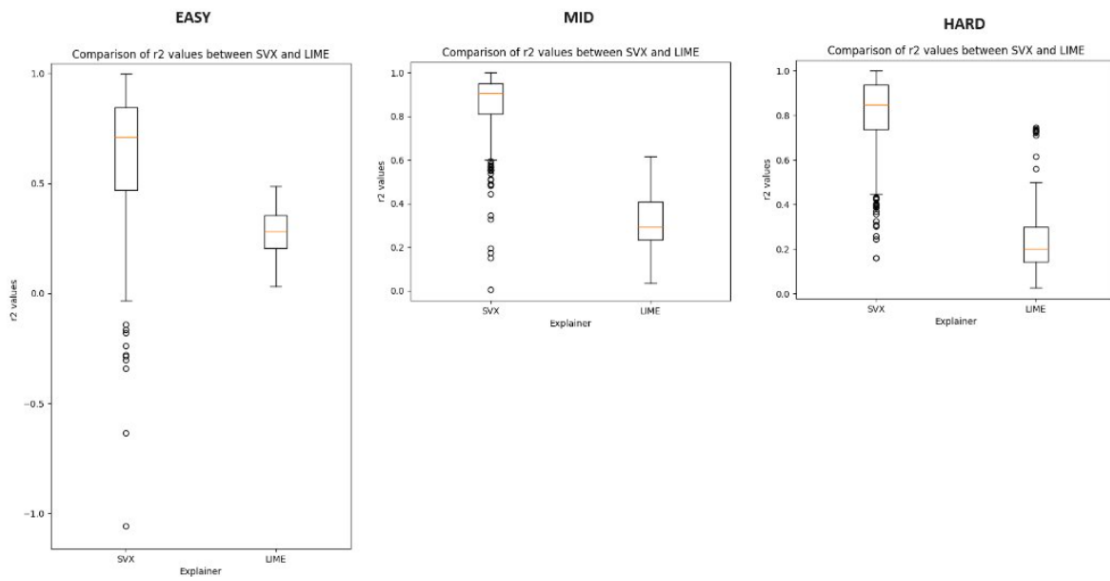 EASY
Comparison of r2 values between SVX and LIME
1.0
0.5
0.0
−0.5
−1.0
r2 values
SVX
LIME
Explainer
MID
Comparison of r2 values between SVX and LIME
1.0
0.8
0.6
0.4
0.2
0.0
r2 values
SVX
LIME
Explainer
HARD
Comparison of r2 values between SVX and LIME
1.0
0.8
0.6
0.4
0.2
0.0
r2 values
SVX
LIME
Explainer